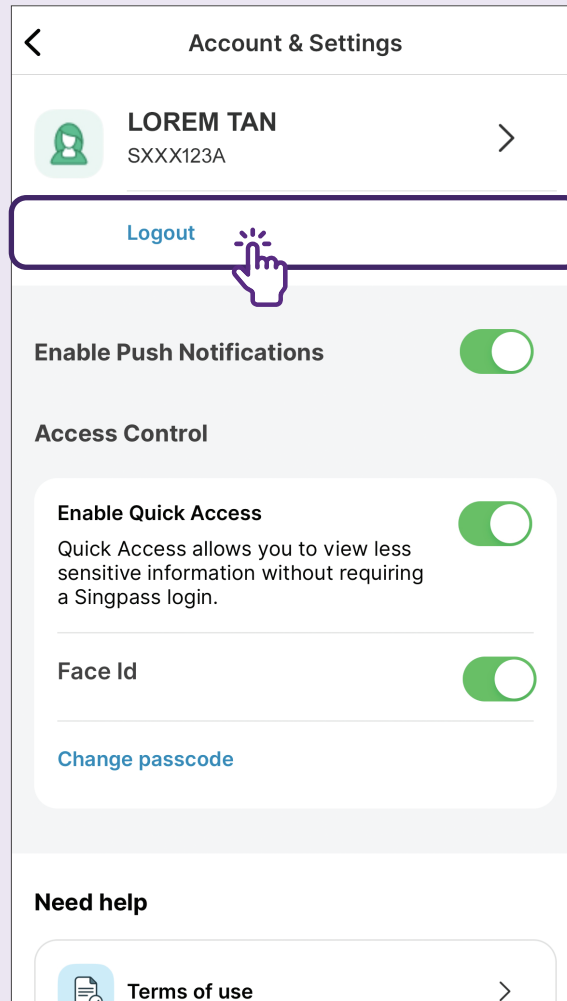 Account & Settings
LOREM TAN
SXXX123A
Logout
Enable Push Notifications
Access Control
Enable Quick Access
Quick Access allows you to view less
sensitive information without requiring
a Singpass login.
Face Id
Change passcode
Need help
Terms of use